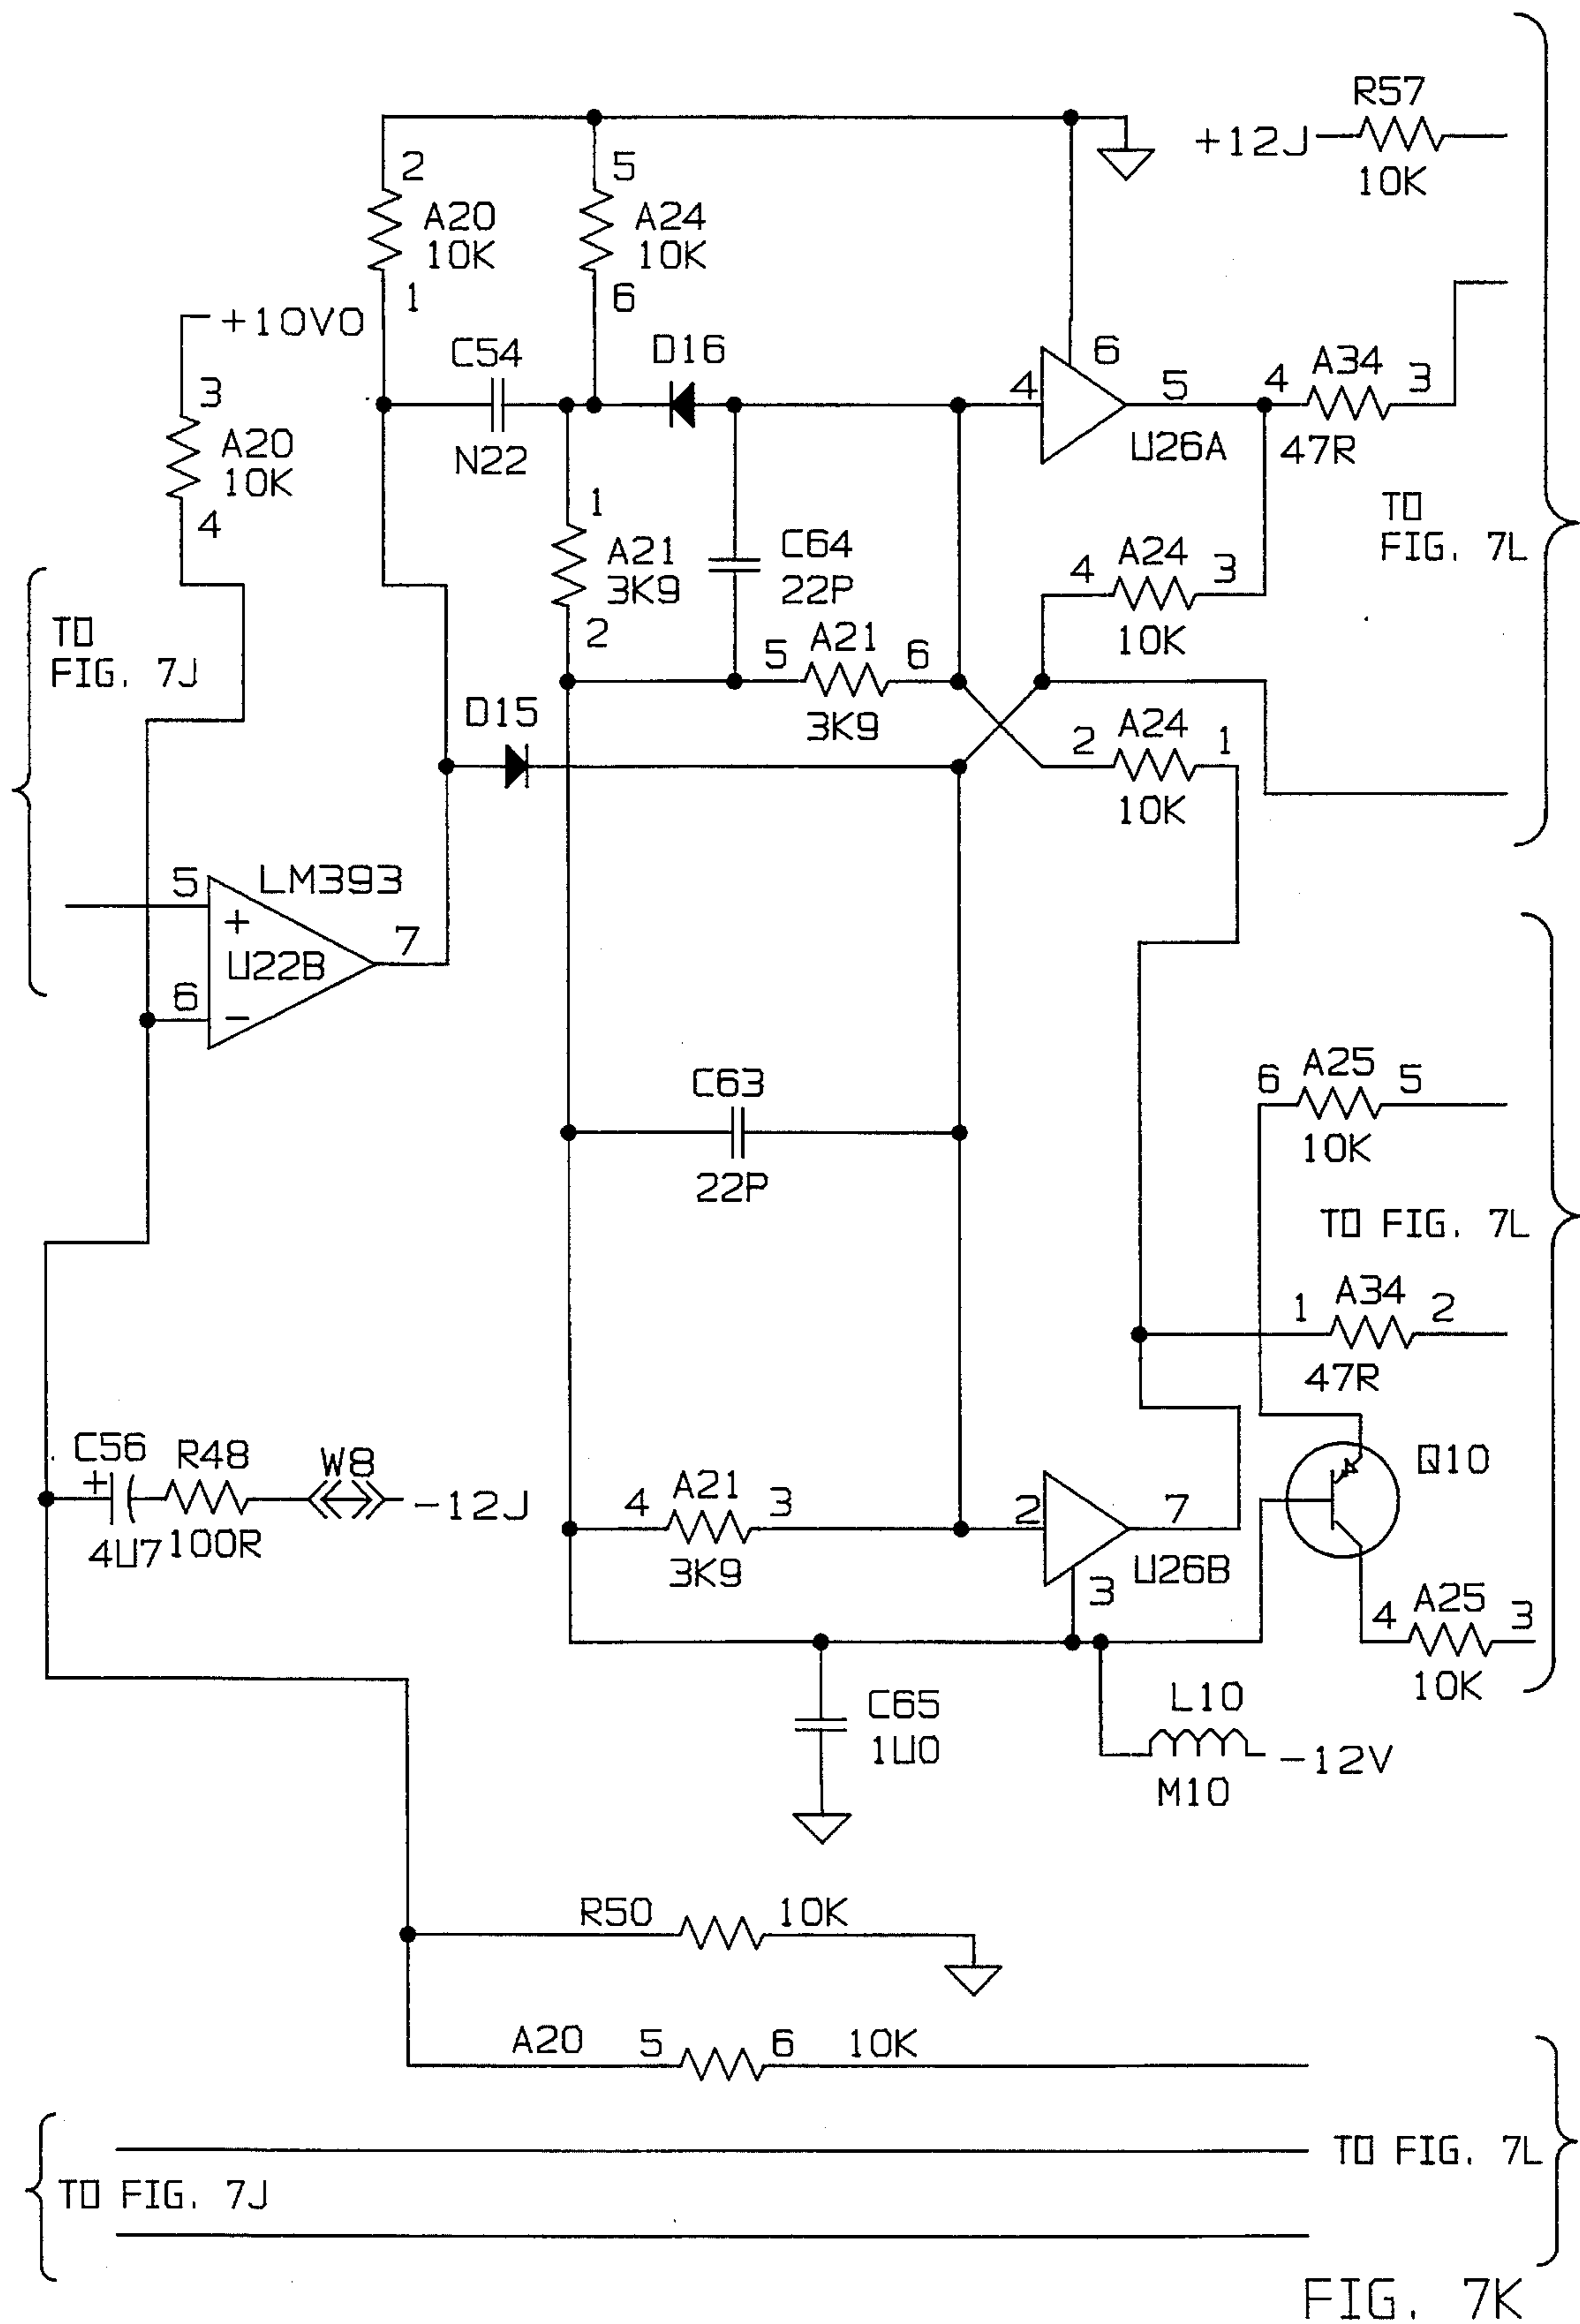 R57
+12J
10K
2
A20
10K
1
5
A24
10K
6
+10V0
3
A20
10K
4
C54
N22
D16
4
6
5
U26A
4
A34
3
47R
TO
FIG. 7L
1
A21
3K9
2
C64
22P
4
A24
3
10K
TO
FIG. 7J
5
A21
6
3K9
D15
2
A24
1
10K
5
LM393
+
U22B
7
6
-
C63
22P
6
A25
5
10K
TO FIG. 7L
1
A34
2
47R
C56
+
4U7
R48
100R
W8
-12J
4
A21
3
3K9
2
7
U26B
3
Q10
4
A25
3
10K
C65
1U0
L10
M10
-12V
R50
10K
A20
5
6
10K
TO FIG. 7L
TO FIG. 7J
FIG. 7K